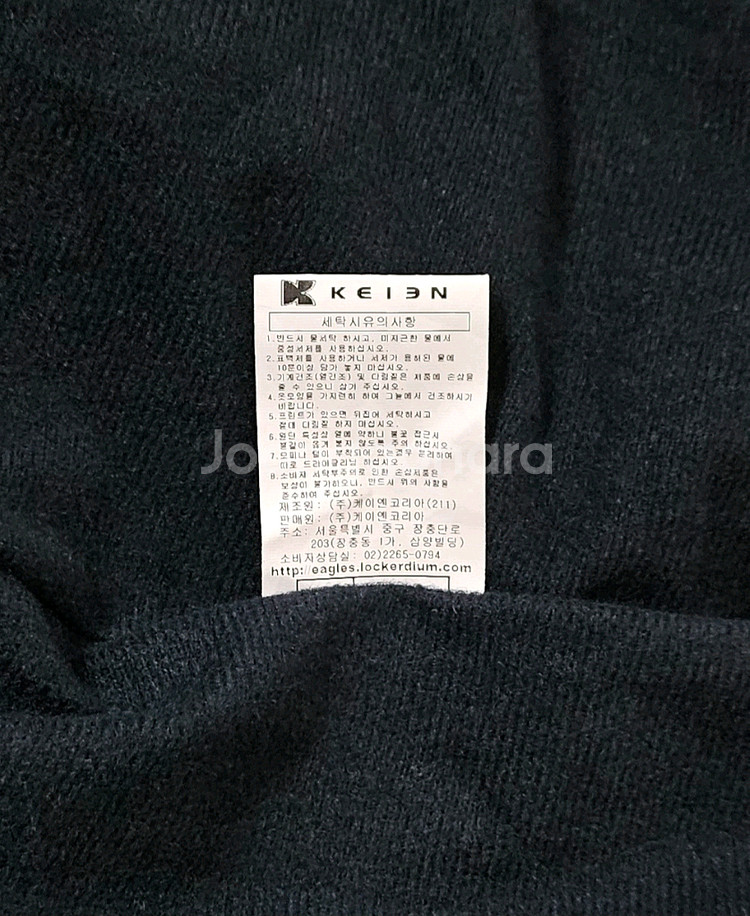 KEIEN
세탁시유의사항
1.반드시 물세탁 하시고, 미지근한 물에서
중성세제를 사용하십시오.
2.표백제를 사용하거나 세제가 용해된 물에
10분이상 담가 놓지 마십시오.
3.기계건조(열건조) 및 다림질은 제품에 손상을
줄 수 있으니 삼가 주십시오.
4.옷모양을 가지런히 하여 그늘에서 건조하시기
바랍니다.
5.프린트가 있으면 뒤집어 세탁하시고
절대 다림질 하지 마십시오.
6.원단 특성상 열에 약하니 불꽃 접근시
불길이 옮겨 붙지 않도록 주의 하십시오.
7.모피나 털이 부착되어 있는경우 분리하여
따로 드라이크리닝 하십시오.
8.소비자 세탁부주의로 인한 손상제품은
보상이 불가하오니, 반드시 위의 사항을
준수하여 주십시오.
제조원: (주)케이엔코리아(211)
판매원: (주)케이엔코리아
주소: 서울특별시 중구 장충단로
203(장충동 1가, 삼양빌딩)
소비자상담실: 02)2265-0794
http://eagles.lockerdium.com